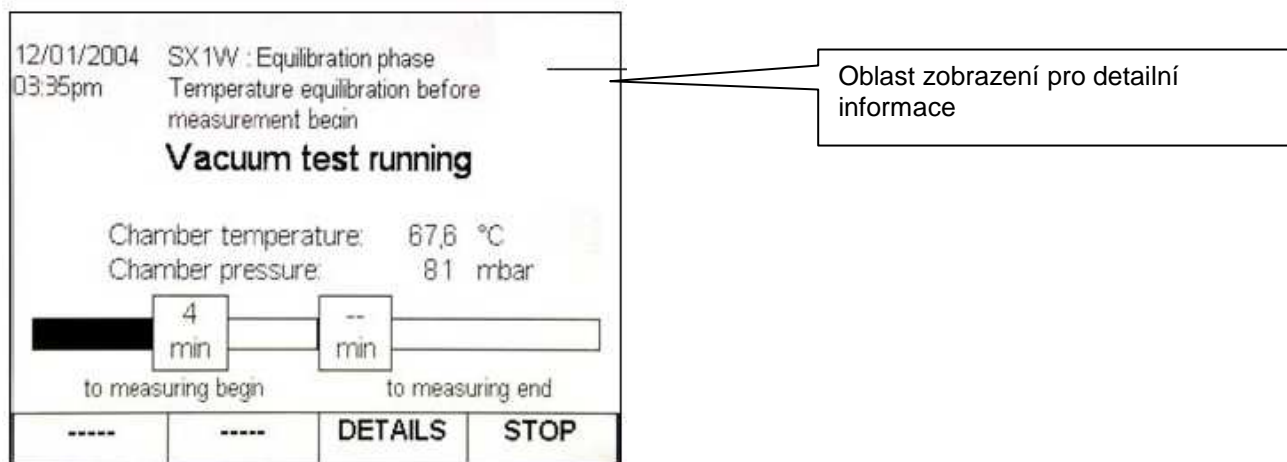 12/01/2004 SX1W : Equilibration phase
03:35pm Temperature equilibration before
measurement begin
Vacuum test running
Chamber temperature: 67,6 °C
Chamber pressure: 81 mbar
4 --
min min
to measuring begin to measuring end
----- ----- DETAILS STOP
Oblast zobrazení pro detailní
informace